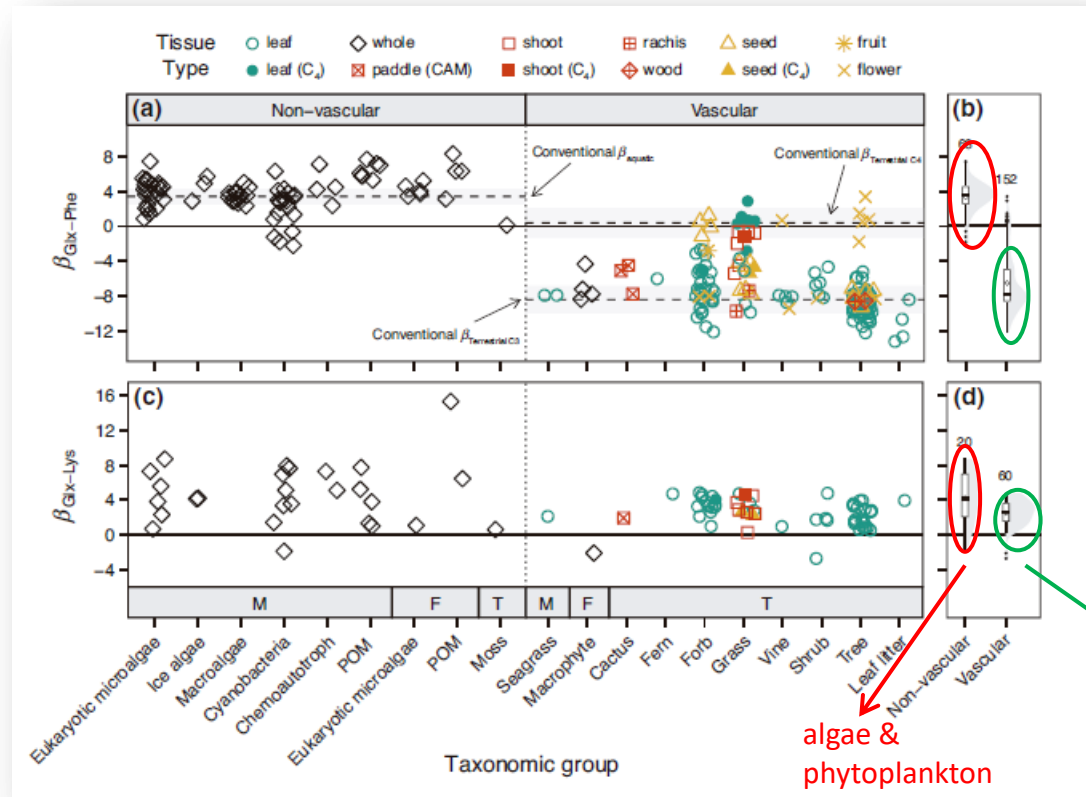 Tissue Type
leaf whole shoot rachis seed fruit
leaf (C4) paddle (CAM) shoot (C4) wood seed (C4) flower
(a) Non-vascular Vascular (b)
βGlx-Phe
8
4
0
-4
-8
-12
Conventional βaquatic
Conventional βTerrestrial C4
Conventional βTerrestrial C3
152
(c) (d)
βGlx-Lys
16
12
8
4
0
-4
20
60
M F T M F T
Eukaryotic microalgae
Ice algae
Macroalgae
Cyanobacteria
Chemoautotroph
POM
Eukaryotic microalgae
POM
Moss
Seagrass
Macrophyte
Cactus
Fern
Forb
Grass
Vine
Shrub
Tree
Leaf litter
Non-vascular
Vascular
Taxonomic group
algae &
phytoplankton